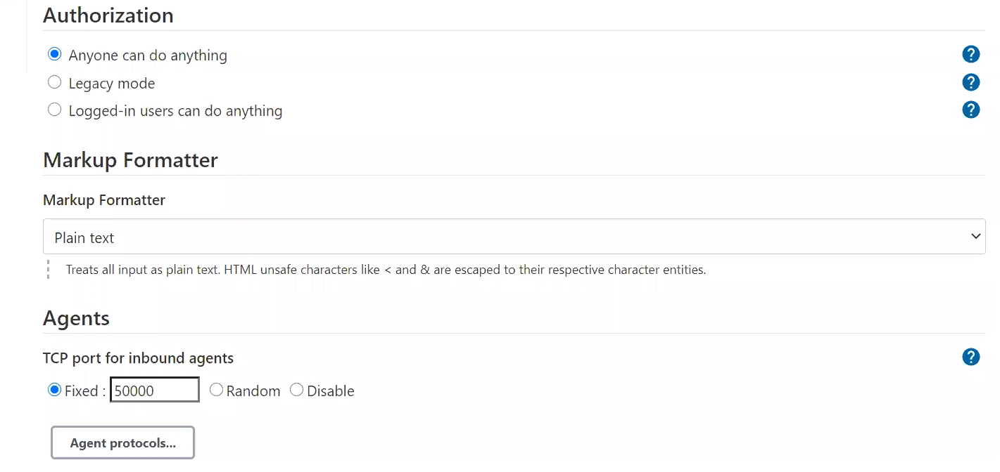 Authorization
Anyone can do anything
?
Legacy mode
?
Logged-in users can do anything
?
Markup Formatter
Markup Formatter
Plain text
Treats all input as plain text. HTML unsafe characters like < and & are escaped to their respective character entities.
Agents
TCP port for inbound agents
?
Fixed : 50000 Random Disable
Agent protocols...